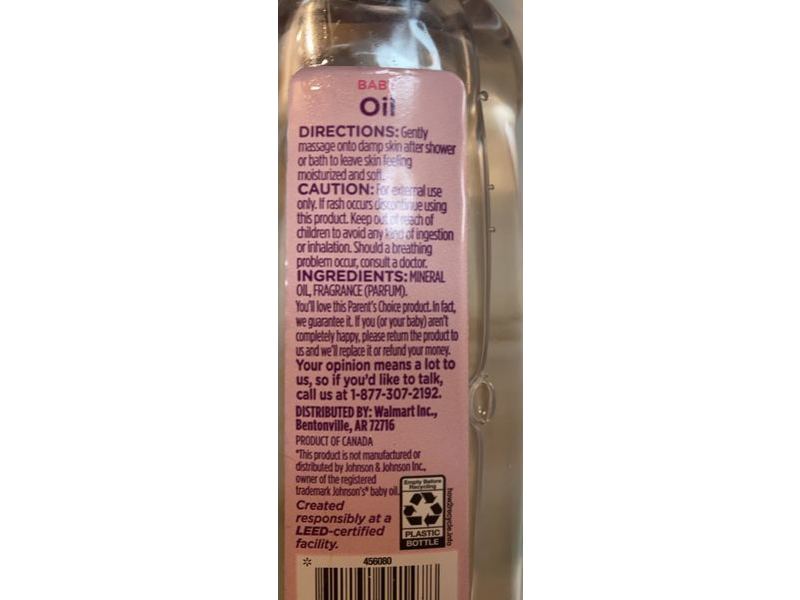 BABY
Oil
DIRECTIONS: Gently
massage onto damp skin after shower
or bath to leave skin feeling
moisturized and soft.
CAUTION: For external use
only. If rash occurs discontinue using
this product. Keep out of reach of
children to avoid any kind of ingestion
or inhalation. Should a breathing
problem occur, consult a doctor.
INGREDIENTS: MINERAL
OIL, FRAGRANCE (PARFUM).
You'll love this Parent's Choice product. In fact,
we guarantee it. If you (or your baby) aren't
completely happy, please return the product to
us and we'll replace it or refund your money.
Your opinion means a lot to
us, so if you'd like to talk,
call us at 1-877-307-2192.
DISTRIBUTED BY: Walmart Inc.,
Bentonville, AR 72716
PRODUCT OF CANADA
*This product is not manufactured or
distributed by Johnson & Johnson Inc.,
owner of the registered
trademark Johnson's® baby oil.
Created
responsibly at a
LEED-certified
facility.
Empty Before
Recycling
PLASTIC
BOTTLE
how2recycle.info
* 456080